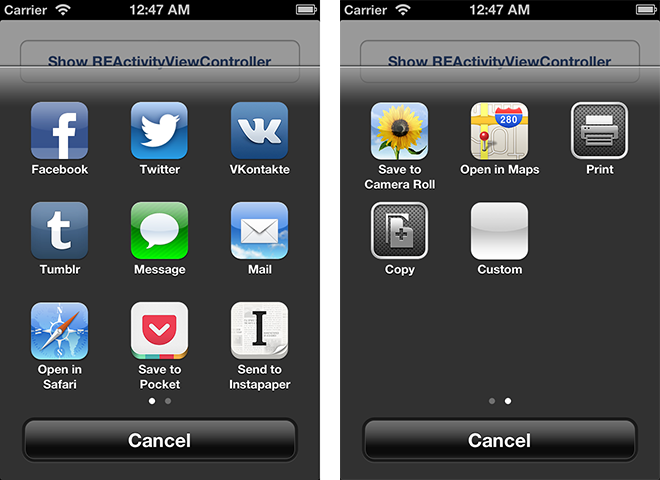 Carrier 12:47 AM
Show REActivityViewController
f
Facebook Twitter VK VKontakte
t
Tumblr Message Mail
I
Open in Safari
Save to Pocket
Send to Instapaper
Cancel
Carrier 12:47 AM
Show REActivityViewController
280
Save to Camera Roll
Open in Maps
Print
Copy Custom
Cancel